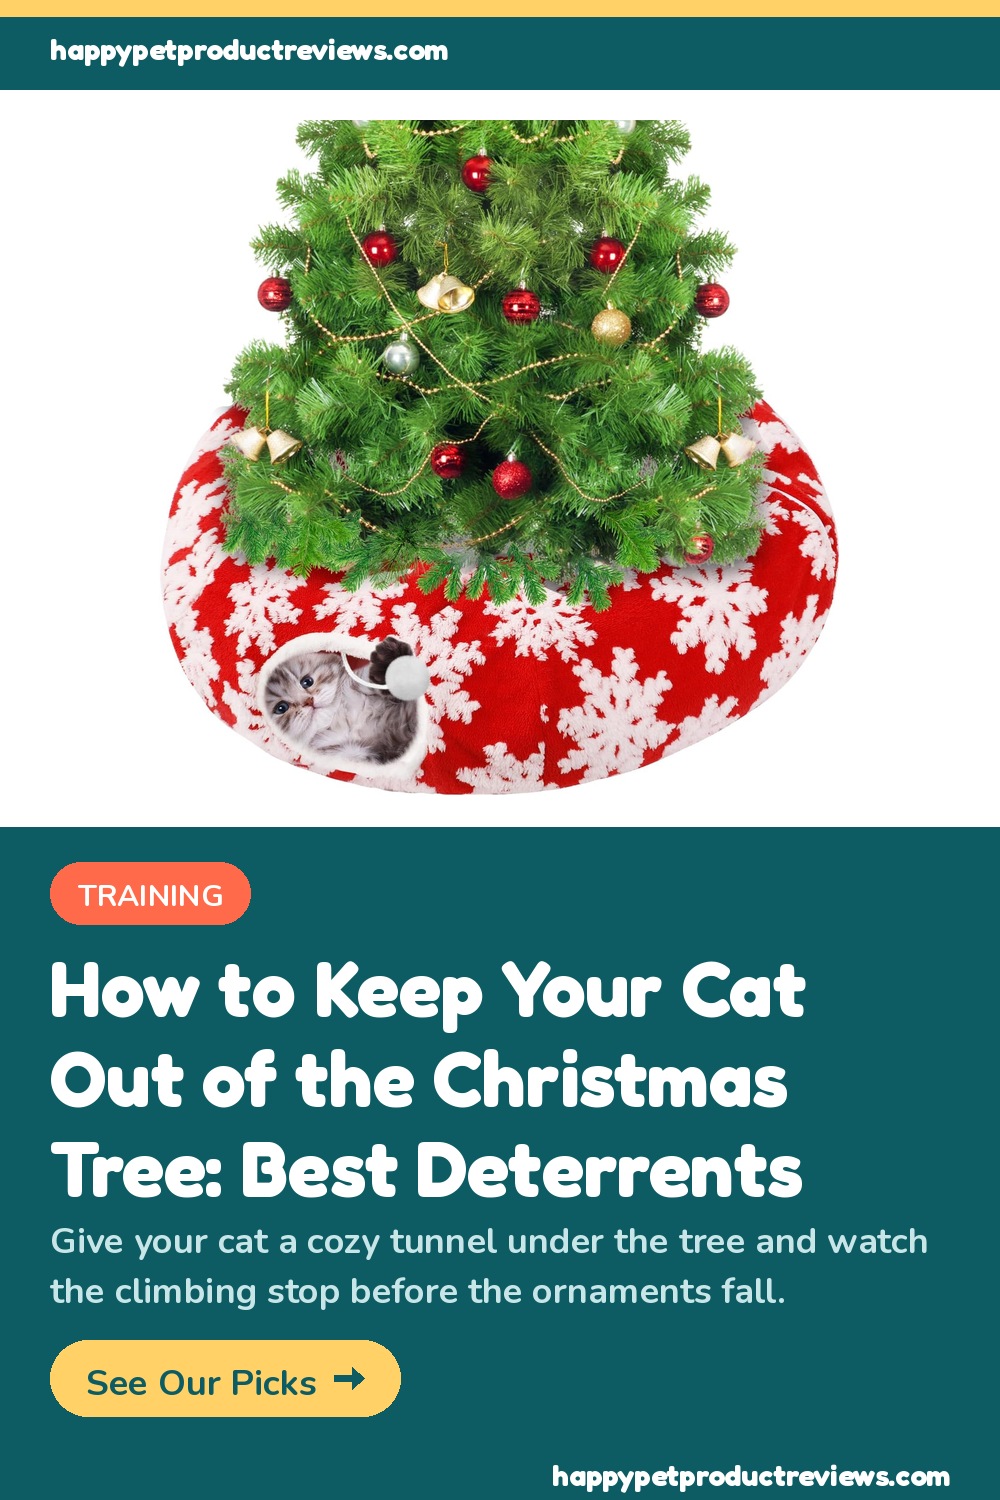 happypetproductreviews.com
TRAINING
How to Keep Your Cat
Out of the Christmas
Tree: Best Deterrents
Give your cat a cozy tunnel under the tree and watch
the climbing stop before the ornaments fall.
See Our Picks →
happypetproductreviews.com